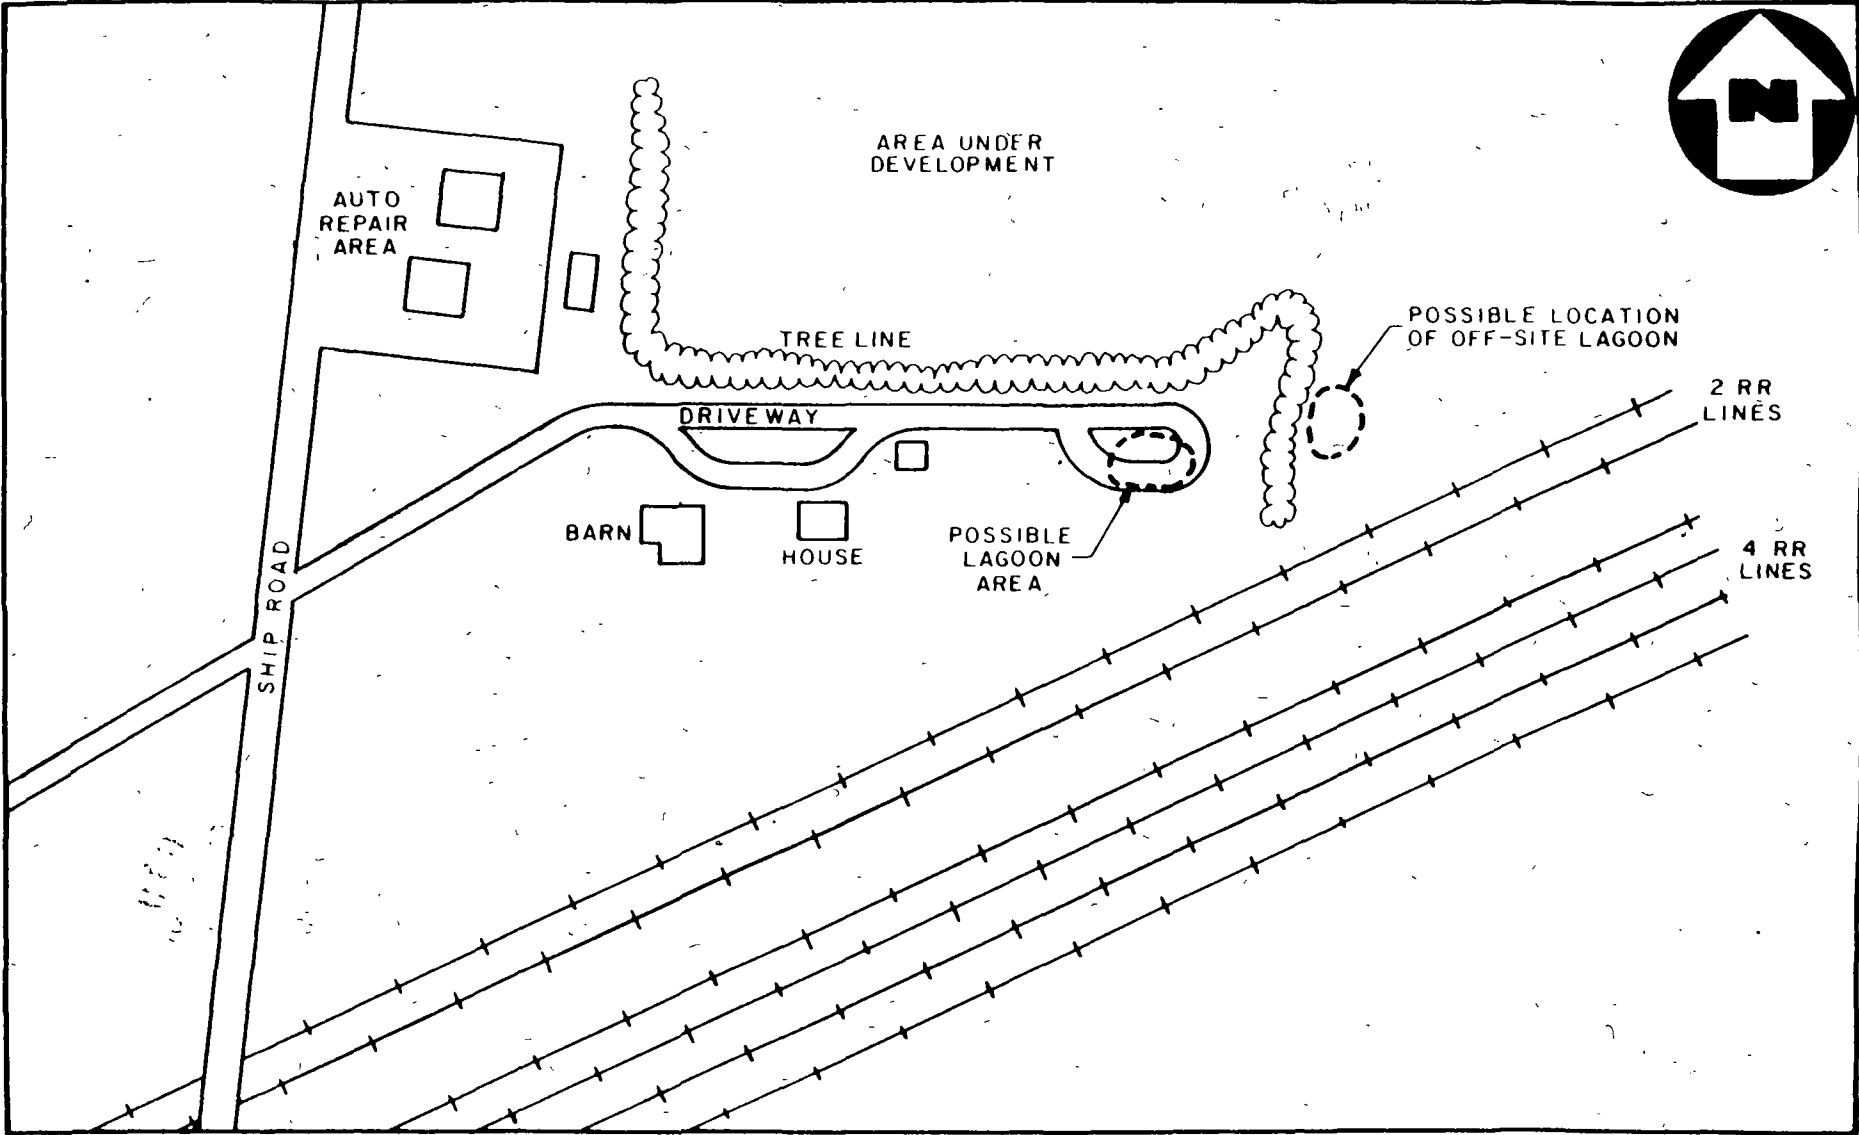 N
AREA UNDER
DEVELOPMENT
AUTO
REPAIR
AREA
TREE LINE
POSSIBLE LOCATION
OF OFF-SITE LAGOON
2 RR
LINES
DRIVEWAY
BARN
HOUSE
POSSIBLE
LAGOON
AREA
4 RR
LINES
SHIP ROAD